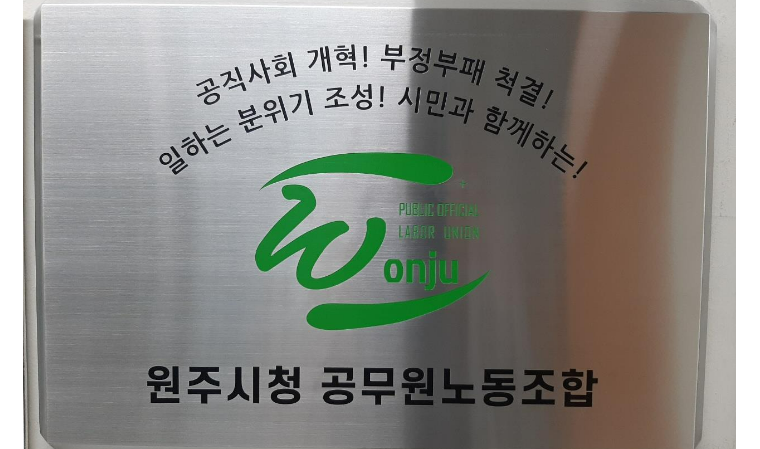 공직사회 개혁! 부정부패 척결!
일하는 분위기 조성! 시민과 함께하는!
PUBLIC OFFICIAL
LABOR UNION
Wonju
원주시청 공무원노동조합